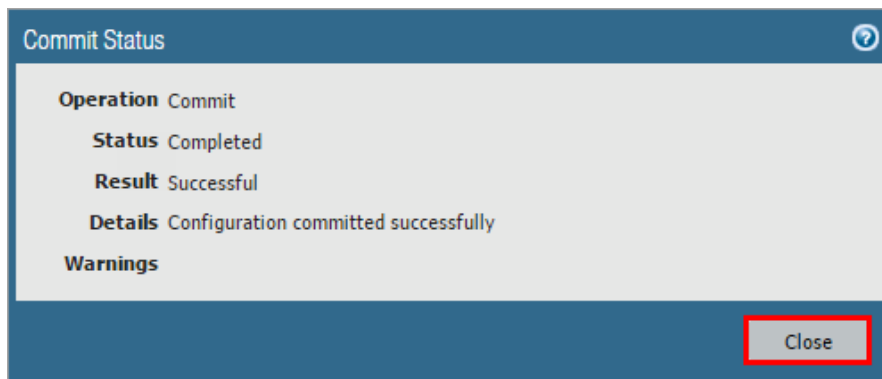 Commit Status
?
Operation Commit
Status Completed
Result Successful
Details Configuration committed successfully
Warnings
Close